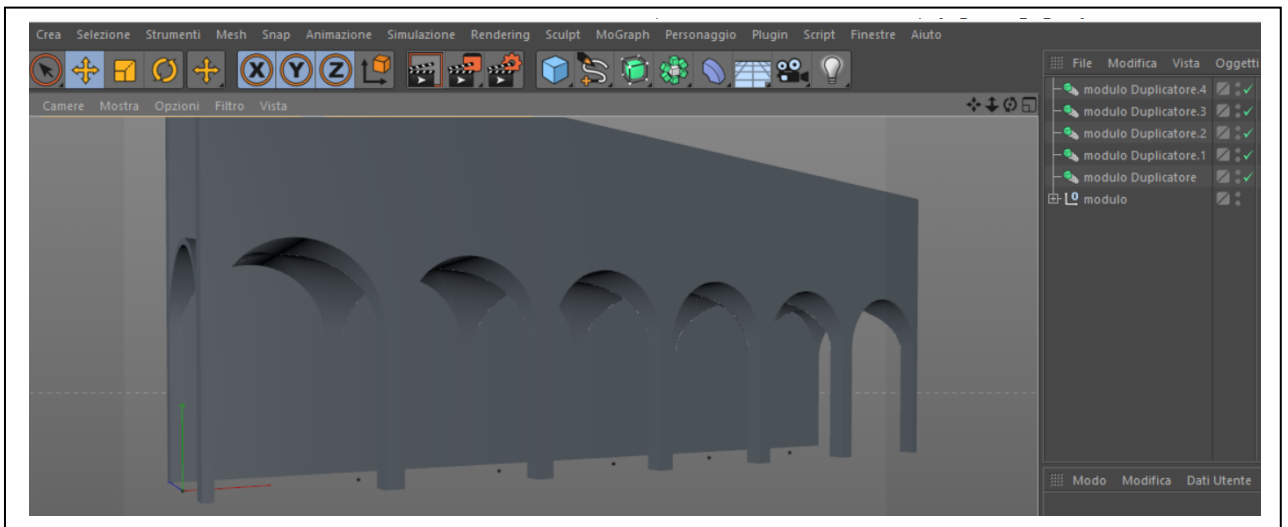 Crea Selezione Strumenti Mesh Snap Animazione Simulazione Rendering Sculpt MoGraph Personaggio Plugin Script Finestre Aiuto
X Y Z
File Modifica Vista Oggetti
Camere Mostra Opzioni Filtro Vista
modulo Duplicatore.4
modulo Duplicatore.3
modulo Duplicatore.2
modulo Duplicatore.1
modulo Duplicatore
modulo
Modo Modifica Dati Utente